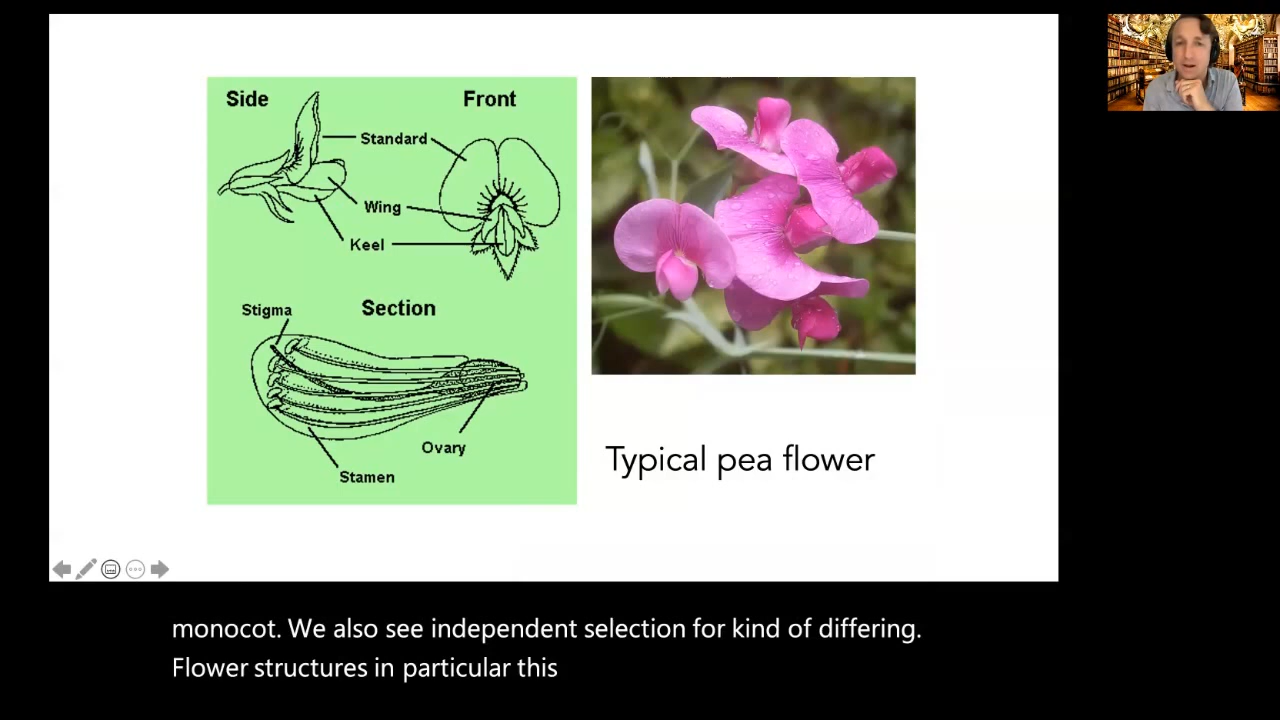 Side
Front
Standard
Wing
Keel
Stigma
Section
Ovary
Stamen
Typical pea flower
monocot. We also see independent selection for kind of differing.
Flower structures in particular this